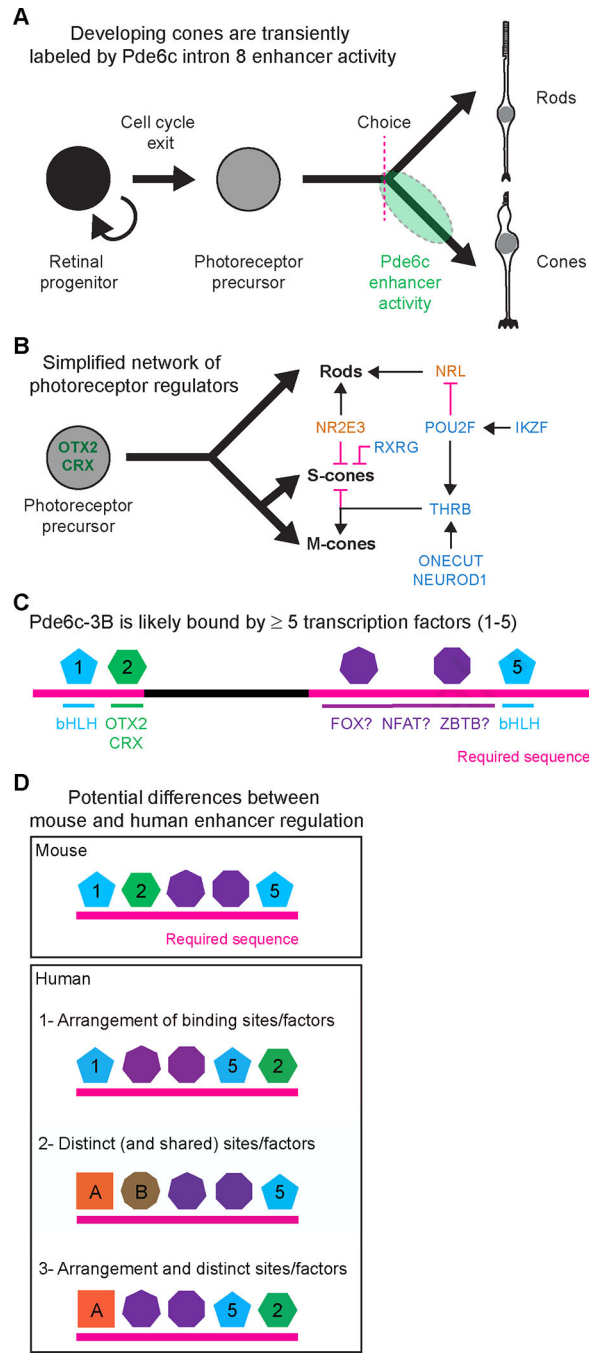 A
Developing cones are transiently
labeled by Pde6c intron 8 enhancer activity
Cell cycle
exit
Choice
Rods
Retinal
progenitor
Photoreceptor
precursor
Pde6c
enhancer
activity
Cones
B
Simplified network of
photoreceptor regulators
Rods
NRL
OTX2
CRX
NR2E3
POU2F
IKZF
RXRG
S-cones
Photoreceptor
precursor
THRB
M-cones
ONECUT
NEUROD1
C
Pde6c-3B is likely bound by ≥ 5 transcription factors (1-5)
1
2
5
bHLH
OTX2
CRX
FOX?
NFAT?
ZBTB?
bHLH
Required sequence
D
Potential differences between
mouse and human enhancer regulation
Mouse
1
2
5
Required sequence
Human
1- Arrangement of binding sites/factors
1
5
2
2- Distinct (and shared) sites/factors
A
B
5
3- Arrangement and distinct sites/factors
A
5
2